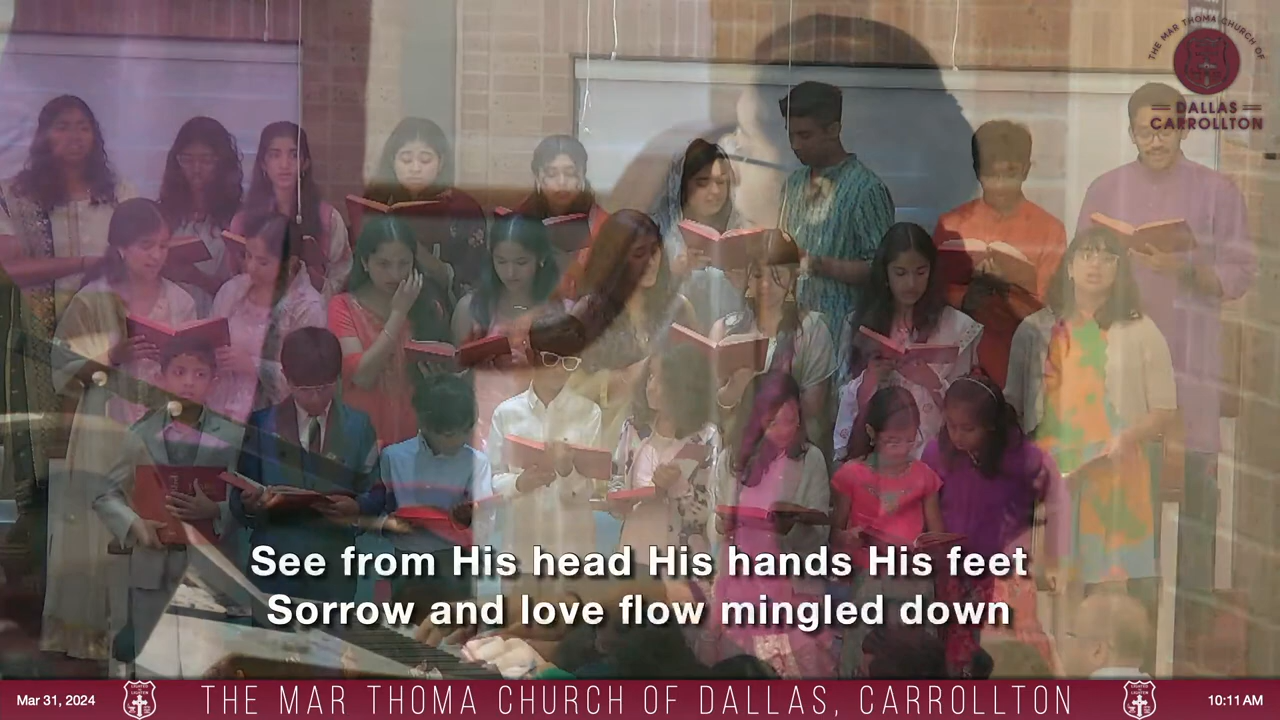 THE MAR THOMA CHURCH OF
DALLAS
CARROLLTON
See from His head His hands His feet
Sorrow and love flow mingled down
Mar 31, 2024
THE MAR THOMA CHURCH OF DALLAS, CARROLLTON
10:11 AM